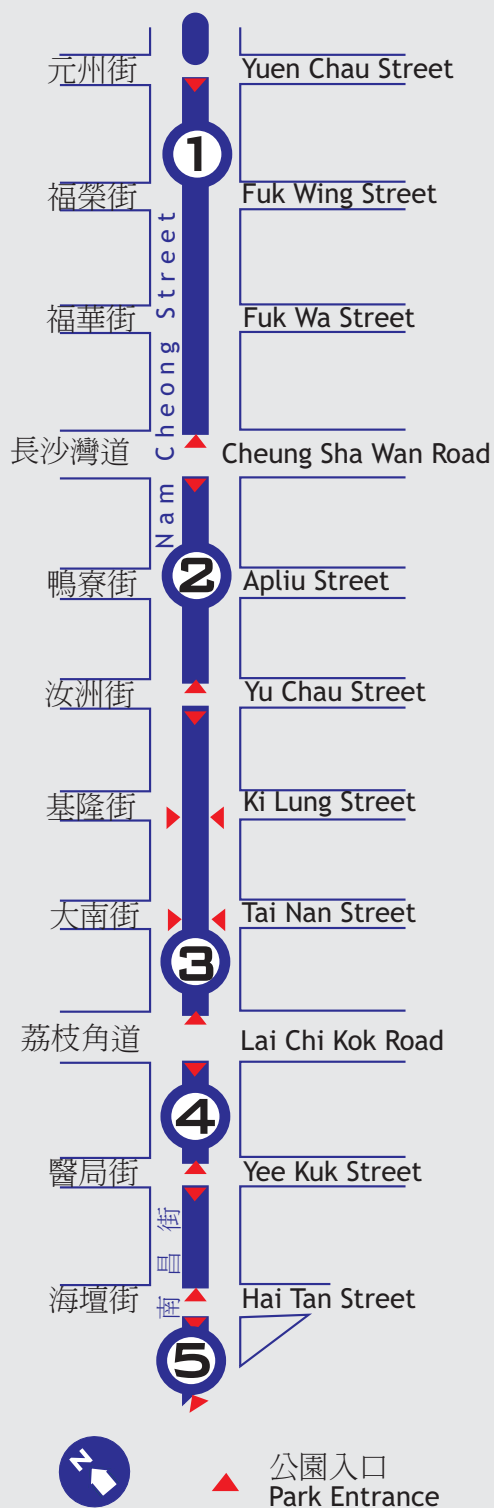 元州街 Yuen Chau Street
1
福榮街 Fuk Wing Street
Nam Cheong Street
福華街 Fuk Wa Street
長沙灣道 Cheung Sha Wan Road
2
鴨寮街 Apliu Street
汝洲街 Yu Chau Street
基隆街 Ki Lung Street
大南街 Tai Nan Street
3
荔枝角道 Lai Chi Kok Road
4
醫局街 Yee Kuk Street
南昌街
海壇街 Hai Tan Street
5
N
公園入口
Park Entrance